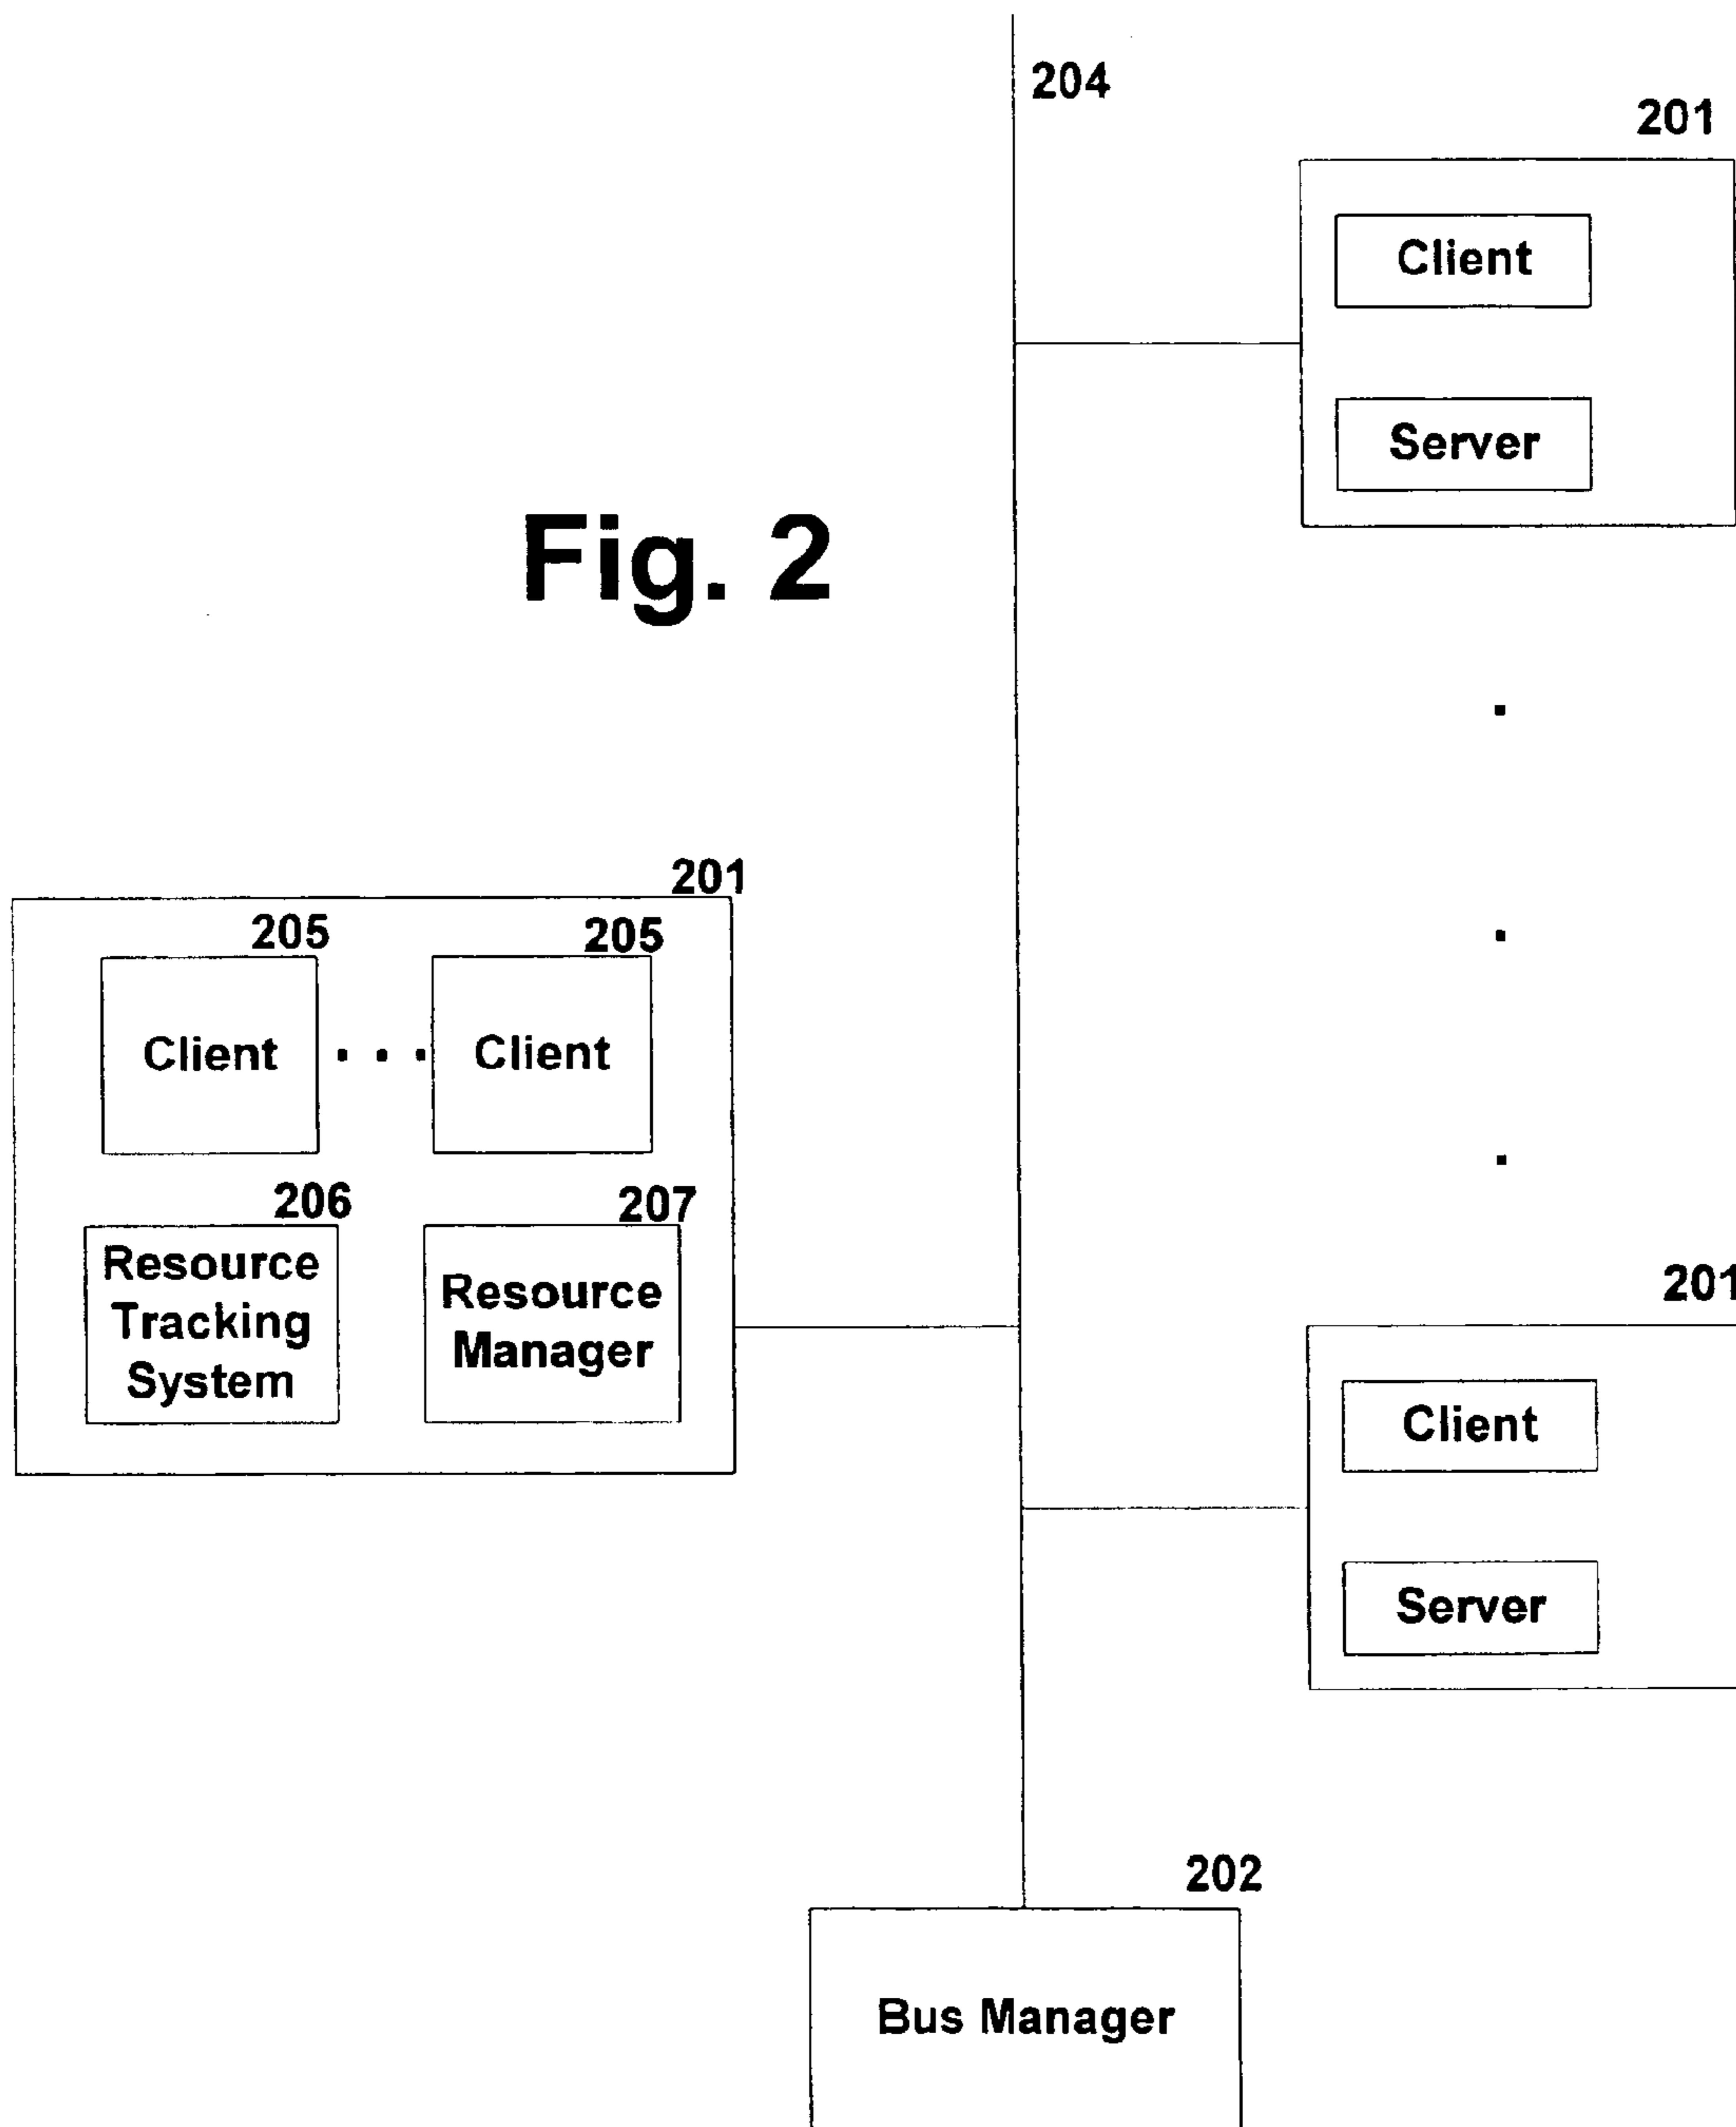 204
201
Client
Server
Fig. 2
201
205
205
Client
Client
206
207
Resource
Tracking
System
Resource
Manager
201
Client
Server
202
Bus Manager